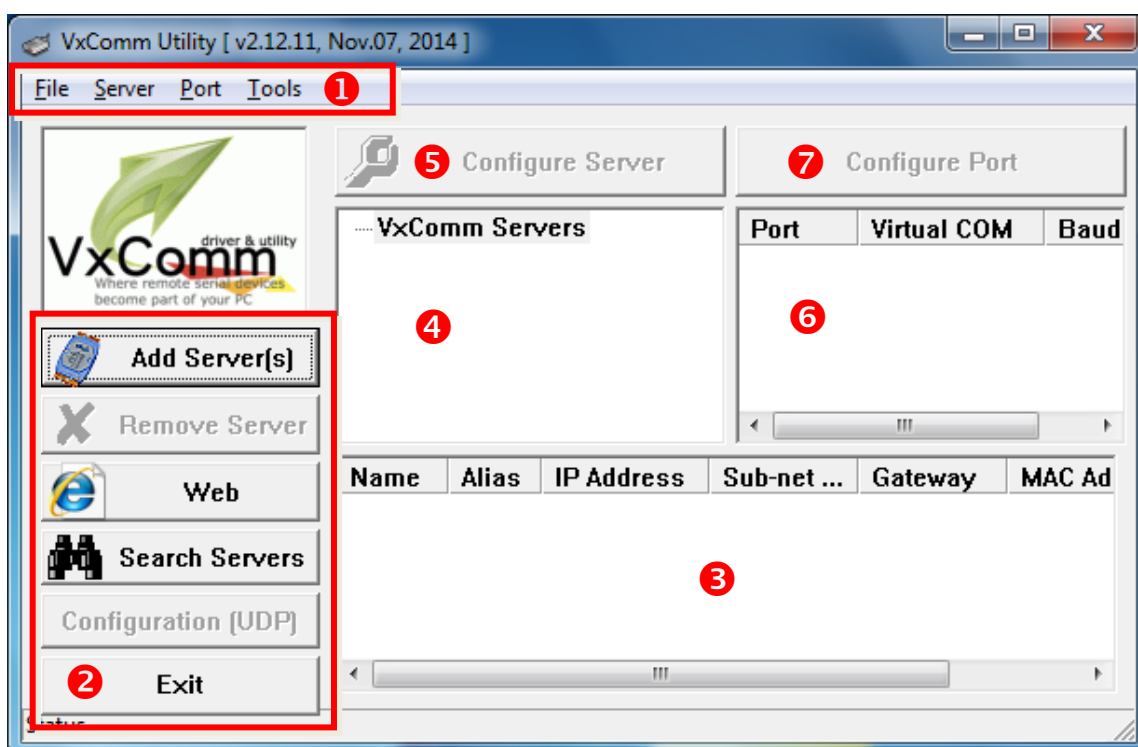 VxComm Utility [ v2.12.11, Nov.07, 2014 ]
File Server Port Tools 1
5 Configure Server
7 Configure Port
VxComm
driver & utility
Where remote serial devices
become part of your PC
VxComm Servers
4
Port Virtual COM Baud
6
Add Server(s)
Remove Server
Web
Search Servers
Configuration (UDP)
2 Exit
Name Alias IP Address Sub-net ... Gateway MAC Ad
3
Status